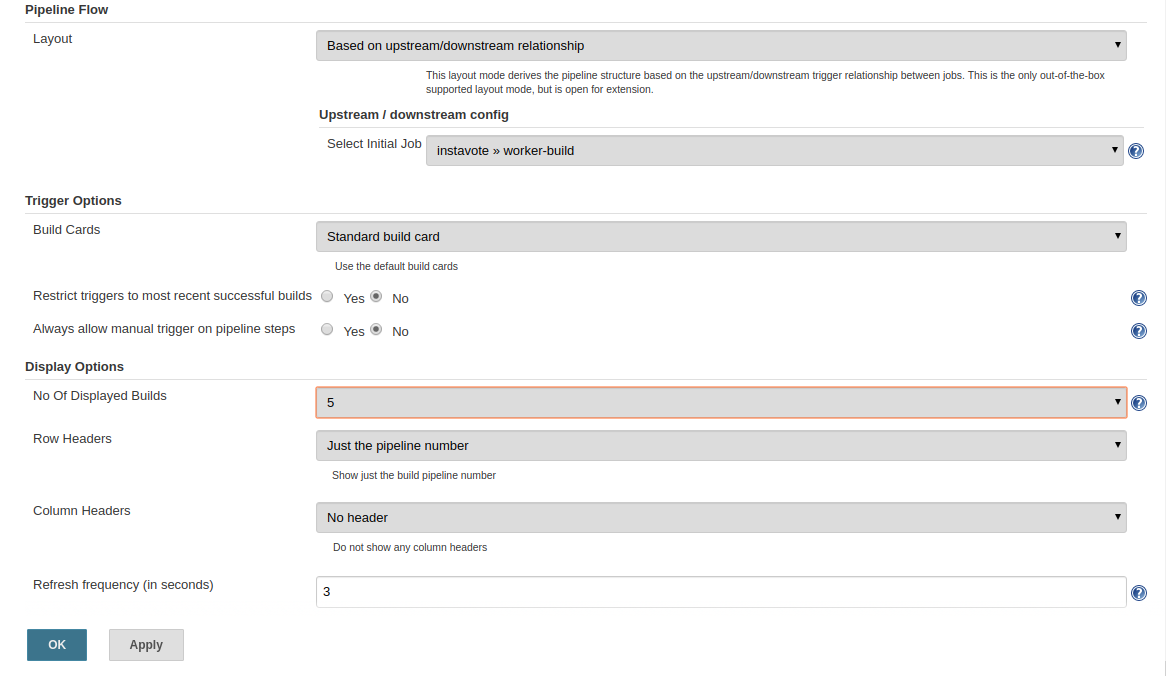 Pipeline Flow
Layout
Based on upstream/downstream relationship
This layout mode derives the pipeline structure based on the upstream/downstream trigger relationship between jobs. This is the only out-of-the-box
supported layout mode, but is open for extension.
Upstream / downstream config
Select Initial Job
instavote » worker-build
Trigger Options
Build Cards
Standard build card
Use the default build cards
Restrict triggers to most recent successful builds Yes No
Always allow manual trigger on pipeline steps Yes No
Display Options
No Of Displayed Builds
5
Row Headers
Just the pipeline number
Show just the build pipeline number
Column Headers
No header
Do not show any column headers
Refresh frequency (in seconds)
3
OK Apply